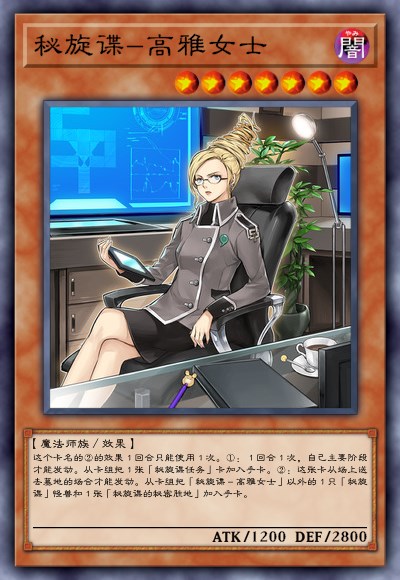 秘旋谍-高雅女士
やみ
闇
【魔法师族／效果】
这个卡名的②的效果1回合只能使用1次。①：1回合1次，自己主要阶段
才能发动。从卡组把1张「秘旋谍任务」卡加入手卡。②：这张卡从场上送
去墓地的场合才能发动。从卡组把「秘旋谍-高雅女士」以外的1只「秘旋
谍」怪兽和1张「秘旋谍的秘密胜地」加入手卡。
ATK/1200 DEF/2800